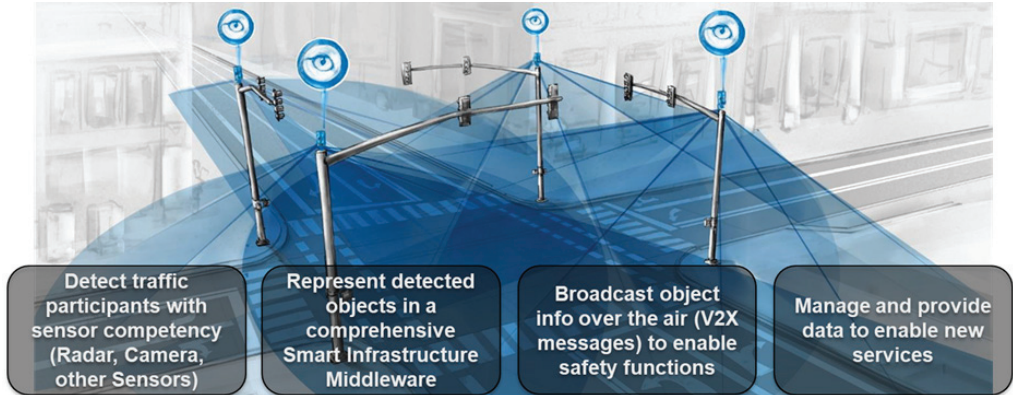 Detect traffic
participants with
sensor competency
(Radar, Camera,
other Sensors)
Represent detected
objects in a
comprehensive
Smart Infrastructure
Middleware
Broadcast object
info over the air (V2X
messages) to enable
safety functions
Manage and provide
data to enable new
services